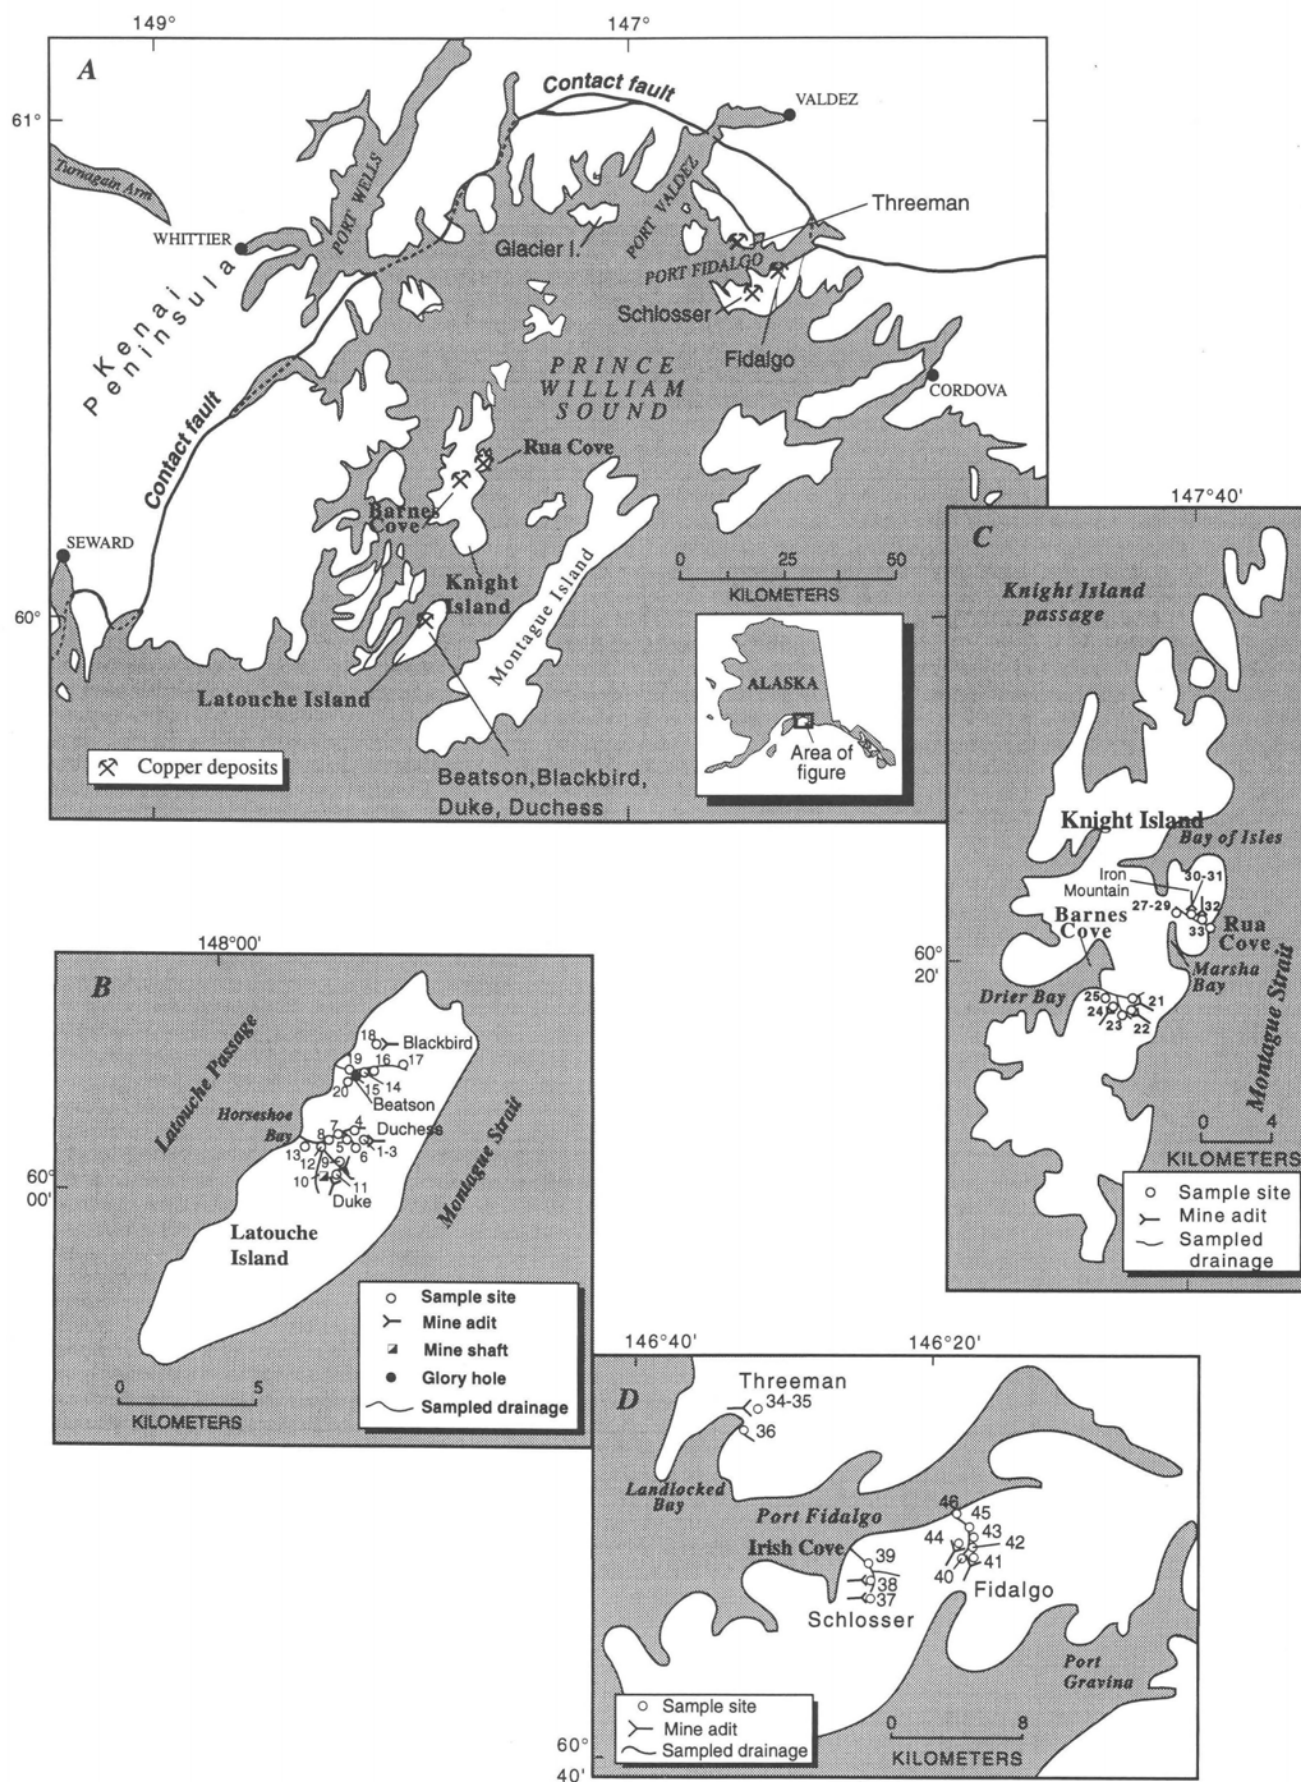 149°
147°
A
Contact fault
VALDEZ
61°
Turnagain Arm
PORT WELLS
PORT VALDEZ
Threeman
WHITTIER
Glacier I.
PORT FIDALGO
Schlosser
Kenai
Peninsula
Fidalgo
PRINCE
WILLIAM
SOUND
CORDOVA
Contact fault
Rua Cove
Barnes
Cove
SEWARD
Knight
Island
Montague Island
0 25 50
KILOMETERS
60°
Latouche Island
ALASKA
Area of
figure
Copper deposits
Beatson,Blackbird,
Duke, Duchess
147°40'
C
Knight Island
passage
Knight Island
Bay of Isles
Iron
Mountain
30-31
27-29
32
33
Barnes
Cove
Rua
Cove
60°
20'
Marsha
Bay
Drier Bay
25
21
24
23
22
Montague Strait
0 4
KILOMETERS
Sample site
Mine adit
Sampled
drainage
148°00'
B
Latouche Passage
18
Blackbird
19
16
17
20
15
14
Beatson
Horseshoe
Bay
7
4
Duchess
8
5
1-3
13
6
12
9
10
11
Duke
60°
00'
Montague Strait
Latouche
Island
Sample site
Mine adit
Mine shaft
Glory hole
Sampled drainage
0 5
KILOMETERS
146°40'
146°20'
D
Threeman
34-35
36
Landlocked
Bay
Port Fidalgo
46
45
Irish Cove
43
44
42
39
40
41
38
37
Fidalgo
Schlosser
Port
Gravina
Sample site
Mine adit
Sampled drainage
0 8
KILOMETERS
60°
40'